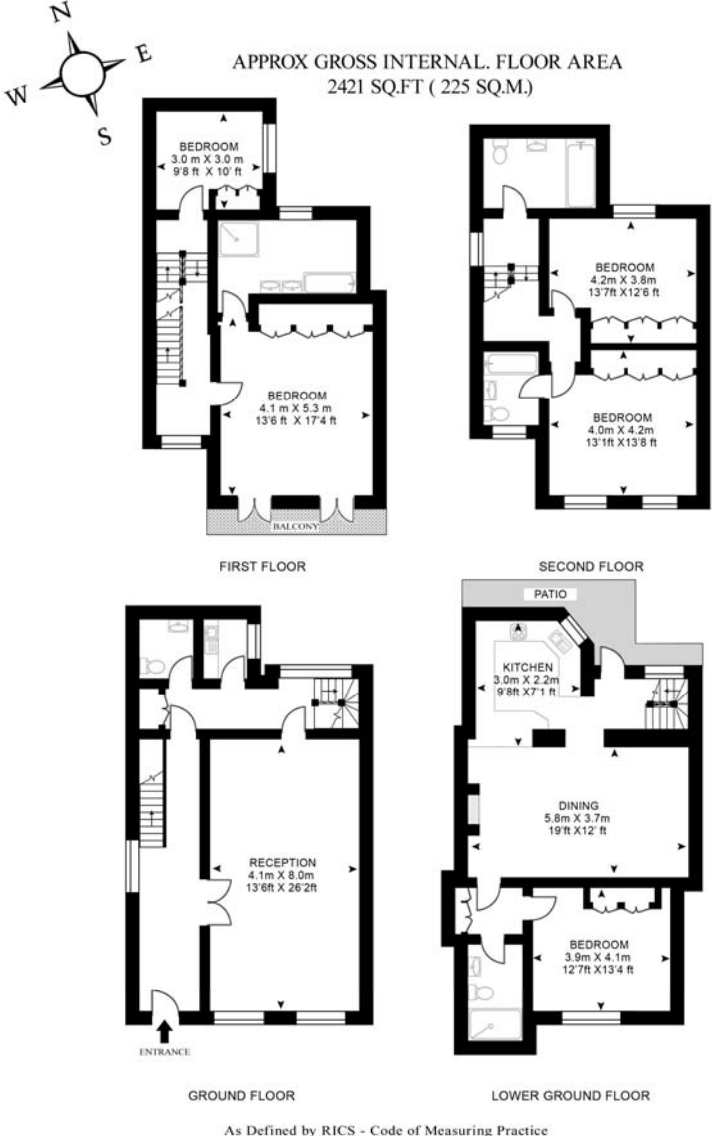 N
E
W
S
APPROX GROSS INTERNAL. FLOOR AREA
2421 SQ.FT ( 225 SQ.M.)
BEDROOM
3.0 m X 3.0 m
9'8 ft X 10' ft
BEDROOM
4.1 m X 5.3 m
13'6 ft X 17'4 ft
BALCONY
FIRST FLOOR
BEDROOM
4.2m X 3.8m
13'7ft X12'6 ft
BEDROOM
4.0m X 4.2m
13'1ft X13'8 ft
SECOND FLOOR
RECEPTION
4.1m X 8.0m
13'6ft X 26'2ft
ENTRANCE
GROUND FLOOR
PATIO
KITCHEN
3.0m X 2.2m
9'8ft X7'1 ft
DINING
5.8m X 3.7m
19'ft X12' ft
BEDROOM
3.9m X 4.1m
12'7ft X13'4 ft
LOWER GROUND FLOOR
As Defined by RICS - Code of Measuring Practice